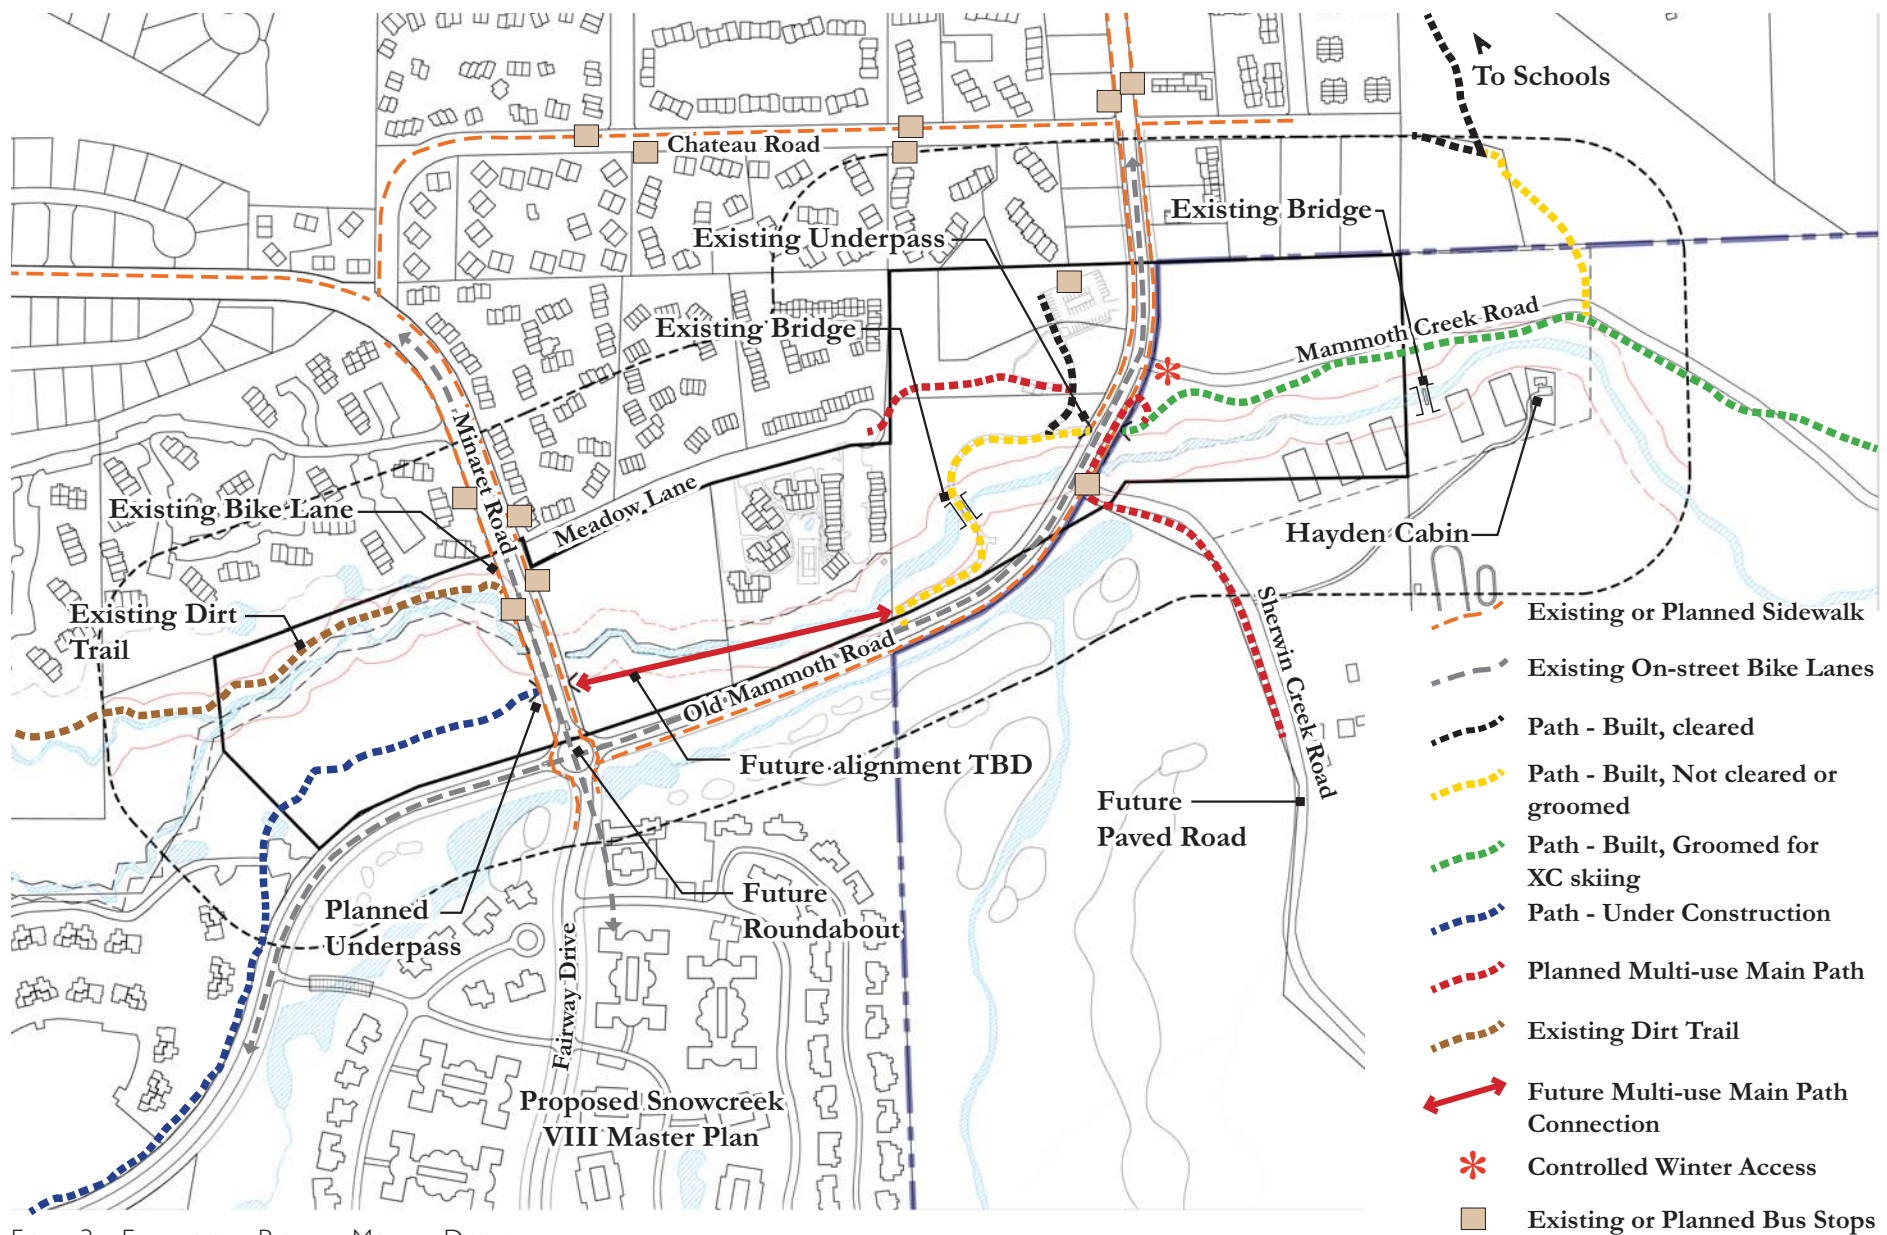 To Schools
Chateau Road
Existing Bridge
Existing Underpass
Existing Bridge
Mammoth Creek Road
Minaret Road
Existing Bike Lane
Meadow Lane
Hayden Cabin
Existing Dirt
Trail
Sherwin Creek Road
Old Mammoth Road
Future alignment TBD
Future
Paved Road
Planned
Underpass
Future
Roundabout
Fairway Drive
Proposed Snowcreek
VIII Master Plan
Existing or Planned Sidewalk
Existing On-street Bike Lanes
Path - Built, cleared
Path - Built, Not cleared or
groomed
Path - Built, Groomed for
XC skiing
Path - Under Construction
Planned Multi-use Main Path
Existing Dirt Trail
Future Multi-use Main Path
Connection
Controlled Winter Access
Existing or Planned Bus Stops